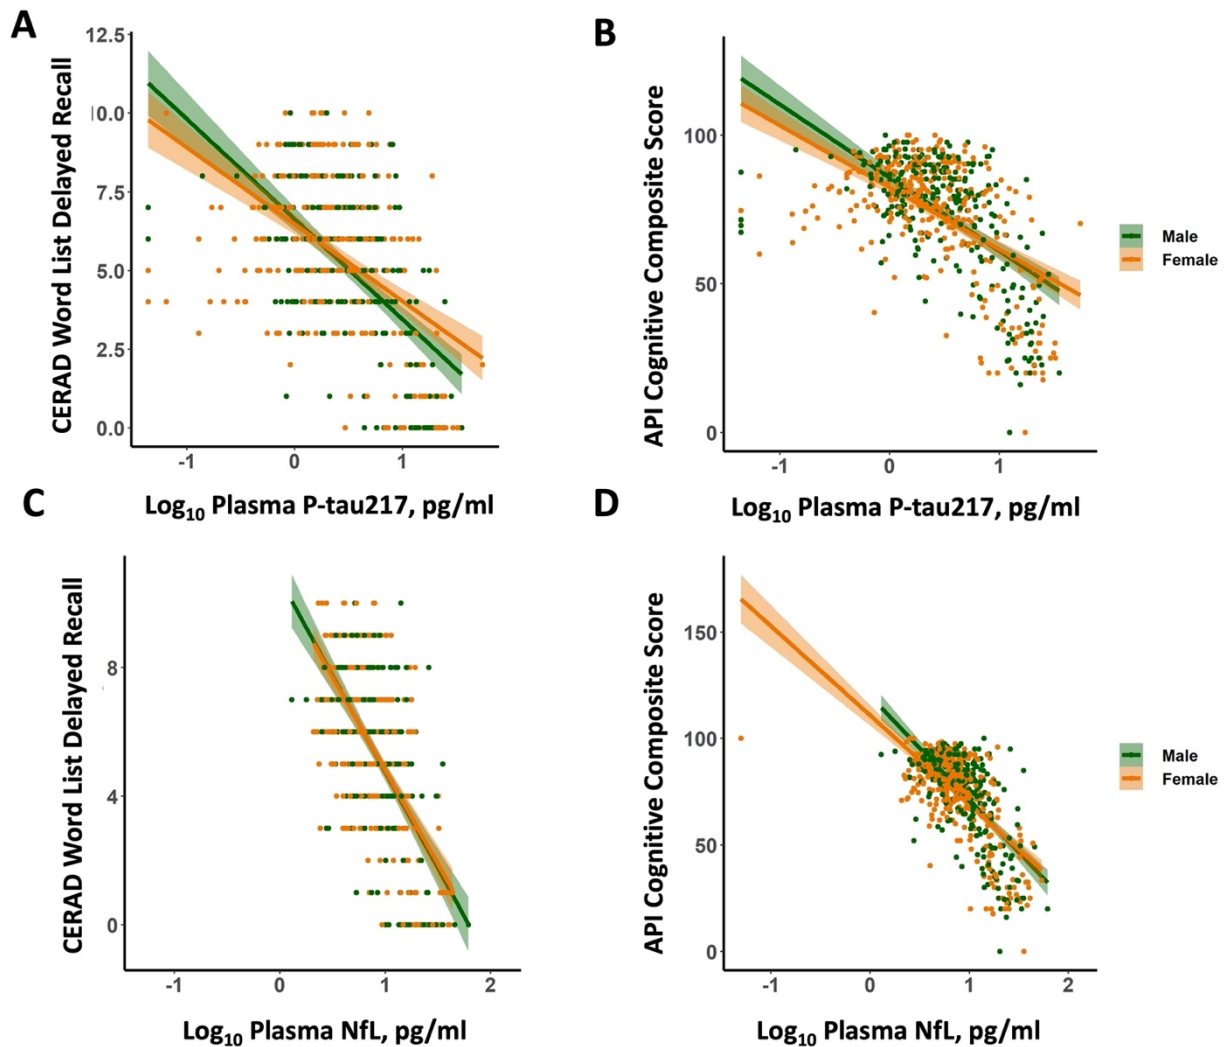 A
CERAD Word List Delayed Recall
12.5
10.0
7.5
5.0
2.5
0.0
-1
0
1
Log10 Plasma P-tau217, pg/ml
B
API Cognitive Composite Score
100
50
0
-1
0
1
Log10 Plasma P-tau217, pg/ml
Male
Female
C
CERAD Word List Delayed Recall
8
4
0
-1
0
1
2
Log10 Plasma NfL, pg/ml
D
API Cognitive Composite Score
150
100
50
0
-1
0
1
2
Log10 Plasma NfL, pg/ml
Male
Female